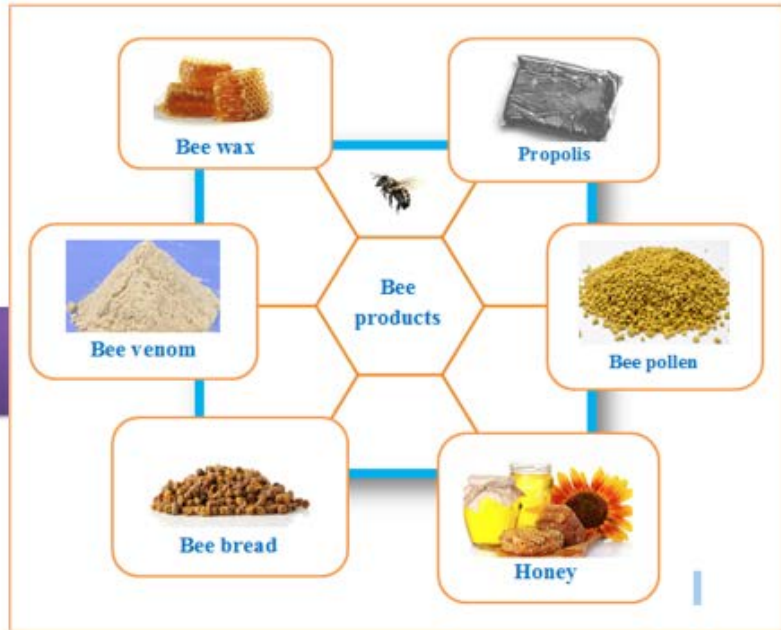 Bee wax
Propolis
Bee venom
Bee
products
Bee pollen
Bee bread
Honey